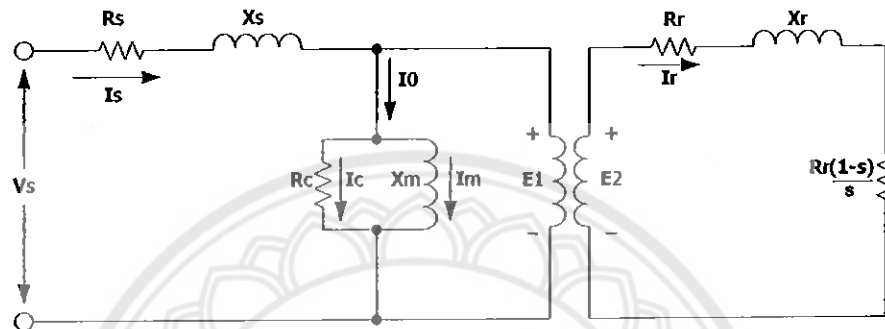 Rs
Xs
Rr
Xr
Is
I0
Ir
Vs
Rc
Ic
Xm
Im
+
E1
-
+
E2
-
Rr(1-s)
s